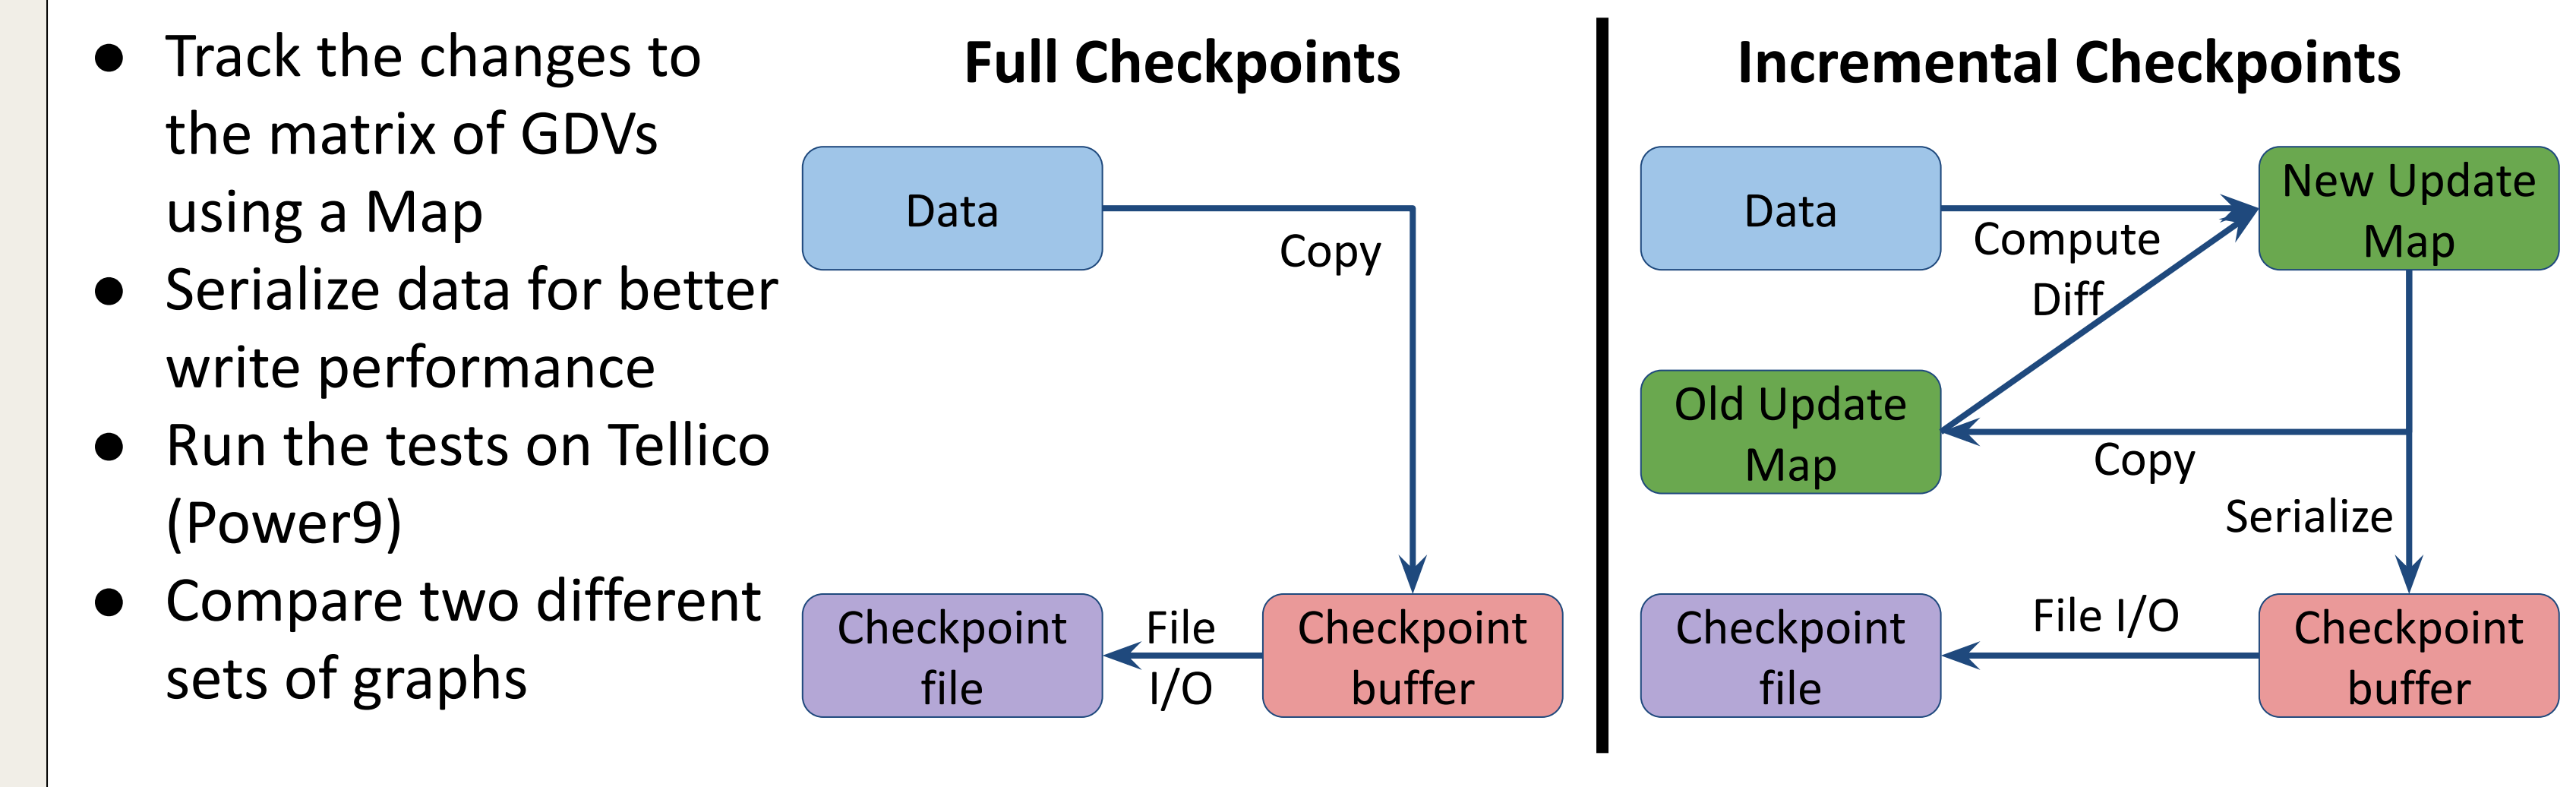 ● Track the changes to
the matrix of GDVs
using a Map
● Serialize data for better
write performance
● Run the tests on Tellico
(Power9)
● Compare two different
sets of graphs
Full Checkpoints
Data
Copy
Checkpoint
file
File
I/O
Checkpoint
buffer
Incremental Checkpoints
Data
Compute
Diff
New Update
Map
Old Update
Map
Copy
Serialize
Checkpoint
file
File I/O
Checkpoint
buffer